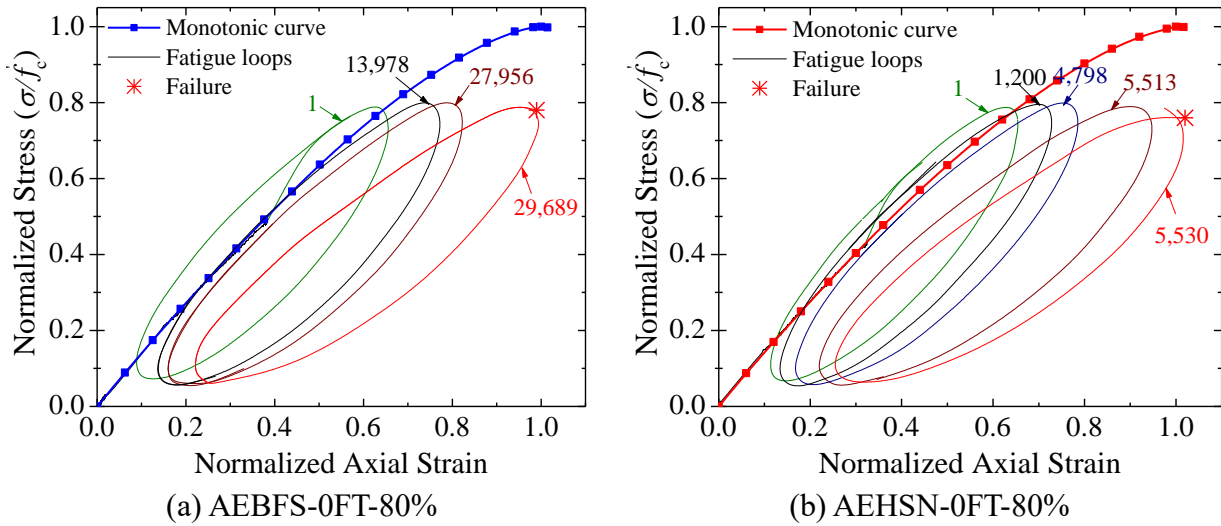 1.0
0.8
0.6
0.4
0.2
0.0
Normalized Stress (σ/f'c)
Monotonic curve
Fatigue loops
Failure
1
13,978
27,956
29,689
0.0 0.2 0.4 0.6 0.8 1.0
Normalized Axial Strain
(a) AEBFS-0FT-80%
1.0
0.8
0.6
0.4
0.2
0.0
Normalized Stress (σ/f'c)
Monotonic curve
Fatigue loops
Failure
1
1,200
4,798
5,513
5,530
0.0 0.2 0.4 0.6 0.8 1.0
Normalized Axial Strain
(b) AEHSN-0FT-80%